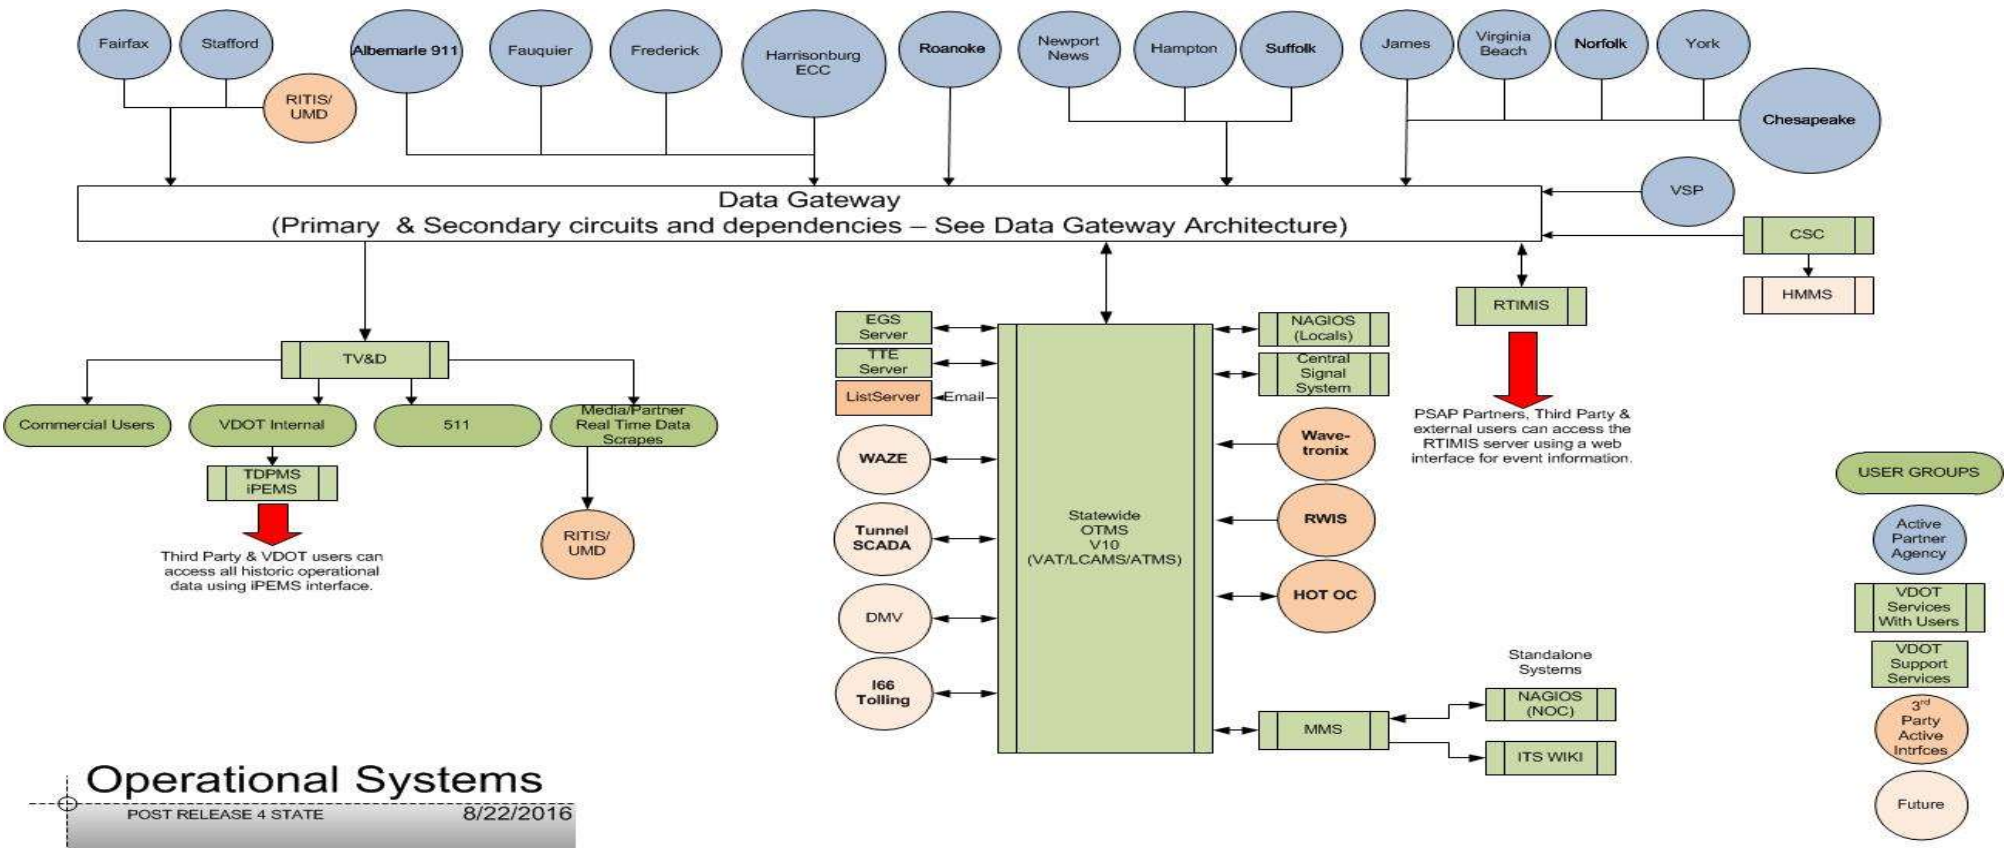 Fairfax
Stafford
RITIS/
UMD
Albemarle 911
Fauquier
Frederick
Harrisonburg
ECC
Roanoke
Newport
News
Hampton
Suffolk
James
Virginia
Beach
Norfolk
York
Chesapeake
VSP
Data Gateway
(Primary & Secondary circuits and dependencies – See Data Gateway Architecture)
CSC
HMMS
TV&D
Commercial Users
VDOT Internal
511
Media/Partner
Real Time Data
Scrapes
TDPMS
iPEMS
Third Party & VDOT users can
access all historic operational
data using iPEMS interface.
RITIS/
UMD
EGS
Server
TTE
Server
ListServer
Email
WAZE
Tunnel
SCADA
DMV
I66
Tolling
Statewide
OTMS
V10
(VAT/LCAMS/ATMS)
NAGIOS
(Locals)
Central
Signal
System
Wave-
tronix
RWIS
HOT OC
MMS
RTIMIS
PSAP Partners, Third Party &
external users can access the
RTIMIS server using a web
interface for event information.
Standalone
Systems
NAGIOS
(NOC)
ITS WIKI
USER GROUPS
Active
Partner
Agency
VDOT
Services
With Users
VDOT
Support
Services
3rd
Party
Active
Intrfces
Future
Operational Systems
POST RELEASE 4 STATE 8/22/2016